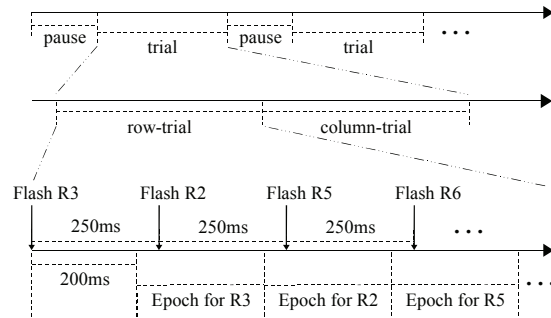 pause trial pause trial ...
row-trial column-trial
Flash R3 Flash R2 Flash R5 Flash R6
250ms 250ms 250ms ...
200ms
Epoch for R3 Epoch for R2 Epoch for R5 ...